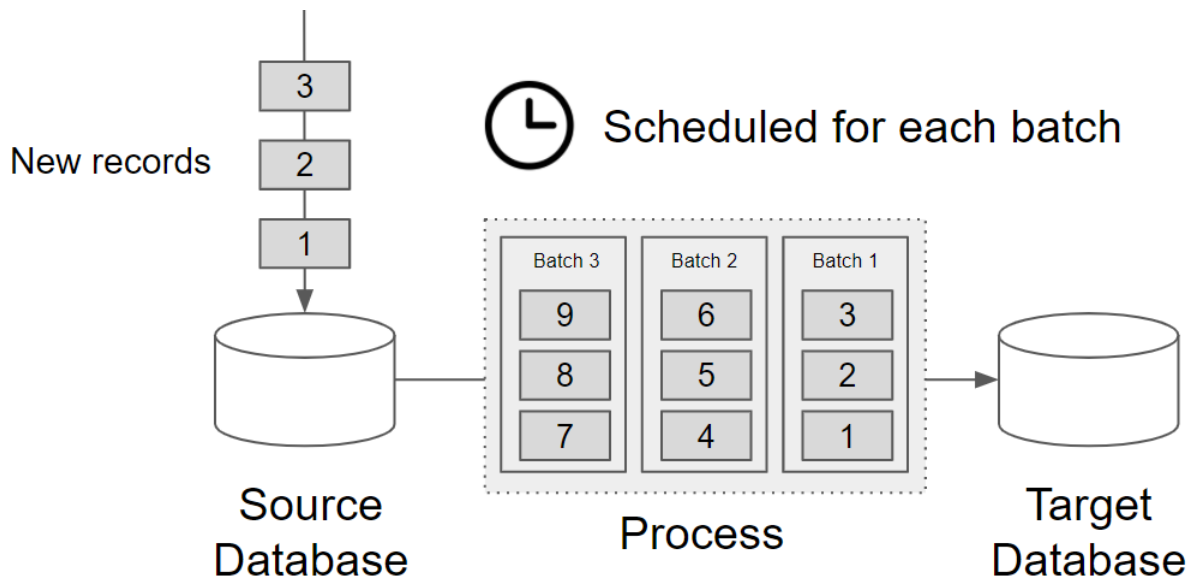 3
New records
2
1
Scheduled for each batch
Batch 3
9
8
7
Batch 2
6
5
4
Batch 1
3
2
1
Source
Database
Process
Target
Database